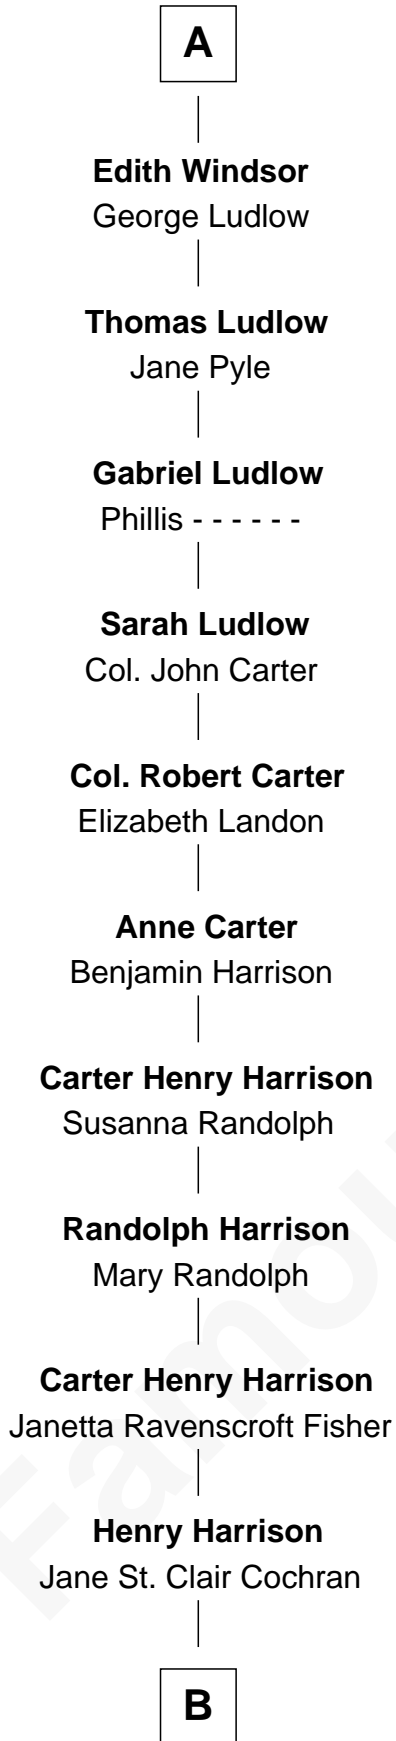 A
Edith Windsor
George Ludlow
Thomas Ludlow
Jane Pyle
Gabriel Ludlow
Phillis - - - - - -
Sarah Ludlow
Col. John Carter
Col. Robert Carter
Elizabeth Landon
Anne Carter
Benjamin Harrison
Carter Henry Harrison
Susanna Randolph
Randolph Harrison
Mary Randolph
Carter Henry Harrison
Janetta Ravenscroft Fisher
Henry Harrison
Jane St. Clair Cochran
B
Famou